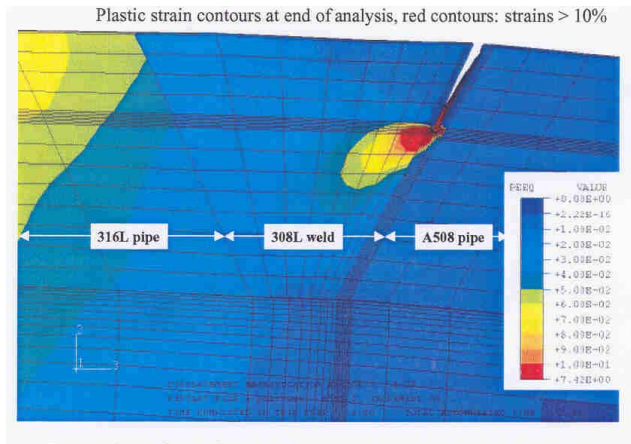 Plastic strain contours at end of analysis, red contours: strains > 10%
316L pipe
308L weld
A508 pipe
PEEQ VALUE
+0.00E+00
+2.22E-16
+1.00E-02
+2.00E-02
+3.00E-02
+4.00E-02
+5.00E-02
+6.00E-02
+7.00E-02
+8.00E-02
+9.00E-02
+1.00E-01
+7.42E+00
2
1 3